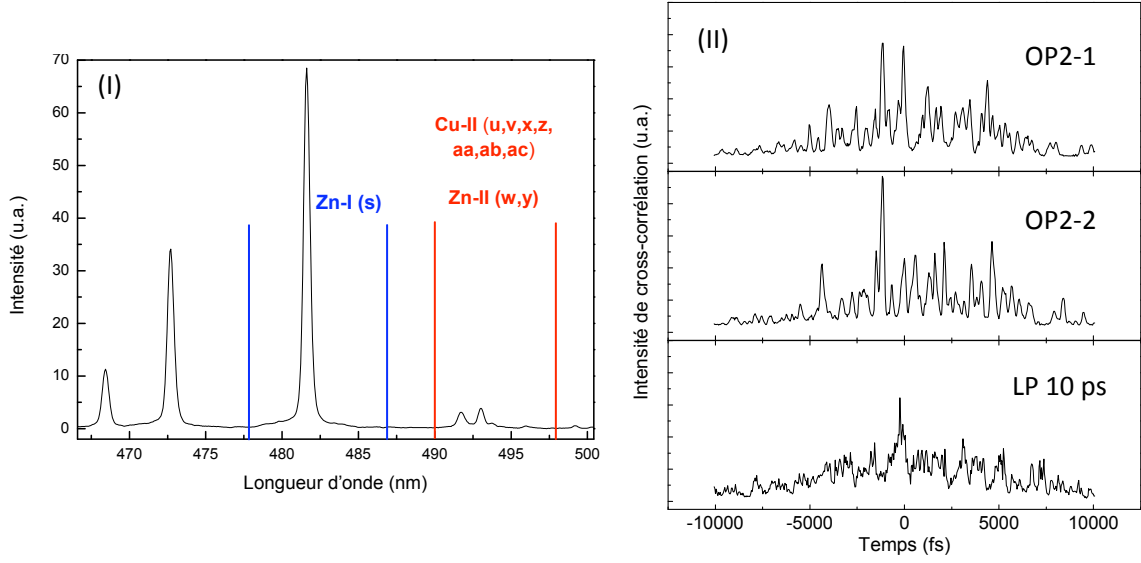 (I)
70
60
50
40
30
20
10
0
Intensité (u.a.)
Cu-II (u,v,x,z,
aa,ab,ac)
Zn-I (s)
Zn-II (w,y)
470 475 480 485 490 495 500
Longueur d'onde (nm)
(II)
OP2-1
OP2-2
LP 10 ps
Intensité de cross-corrélation (u.a.)
-10000 -5000 0 5000 10000
Temps (fs)